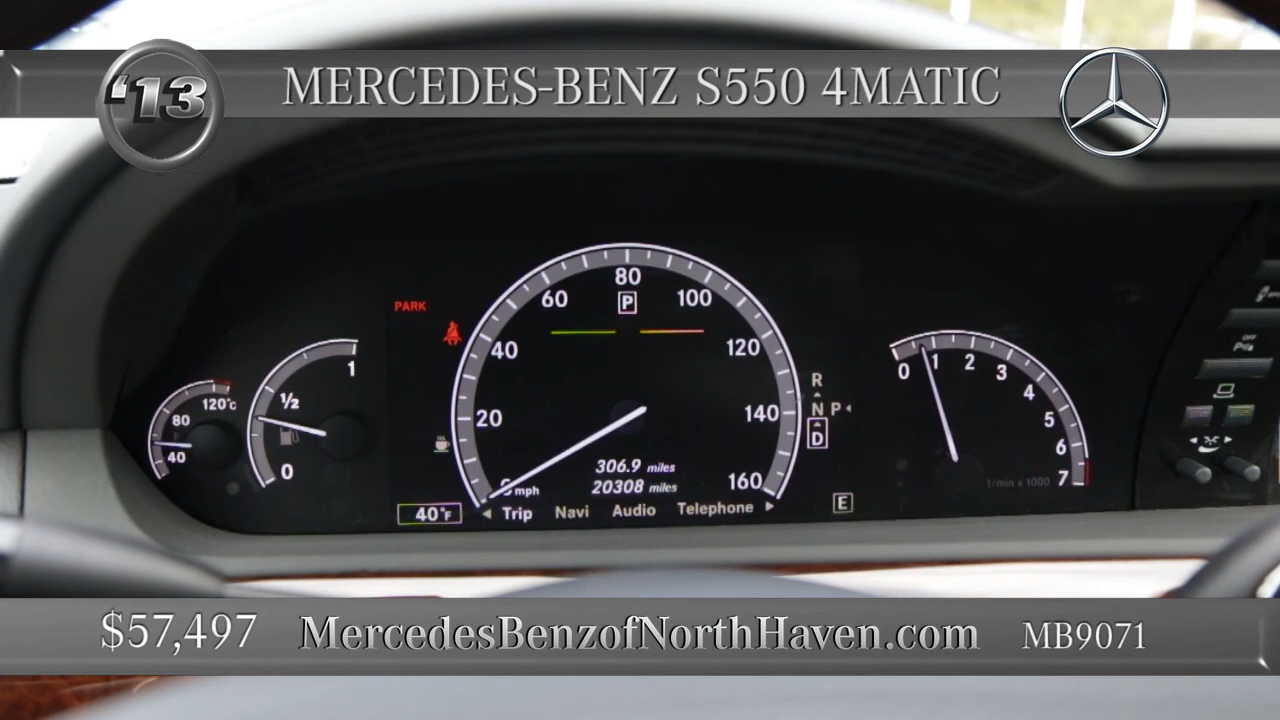 '13
MERCEDES-BENZ S550 4MATIC
PARK
120°C
80
40
1
½
0
80
60
100
P
40
120
20
140
160
mph
306.9 miles
20308 miles
40°F
Trip Navi Audio Telephone
R
N P
D
E
0 1 2 3 4 5 6 7
1/min x 1000
OFF
$57,497 MercedesBenzofNorthHaven.com MB9071